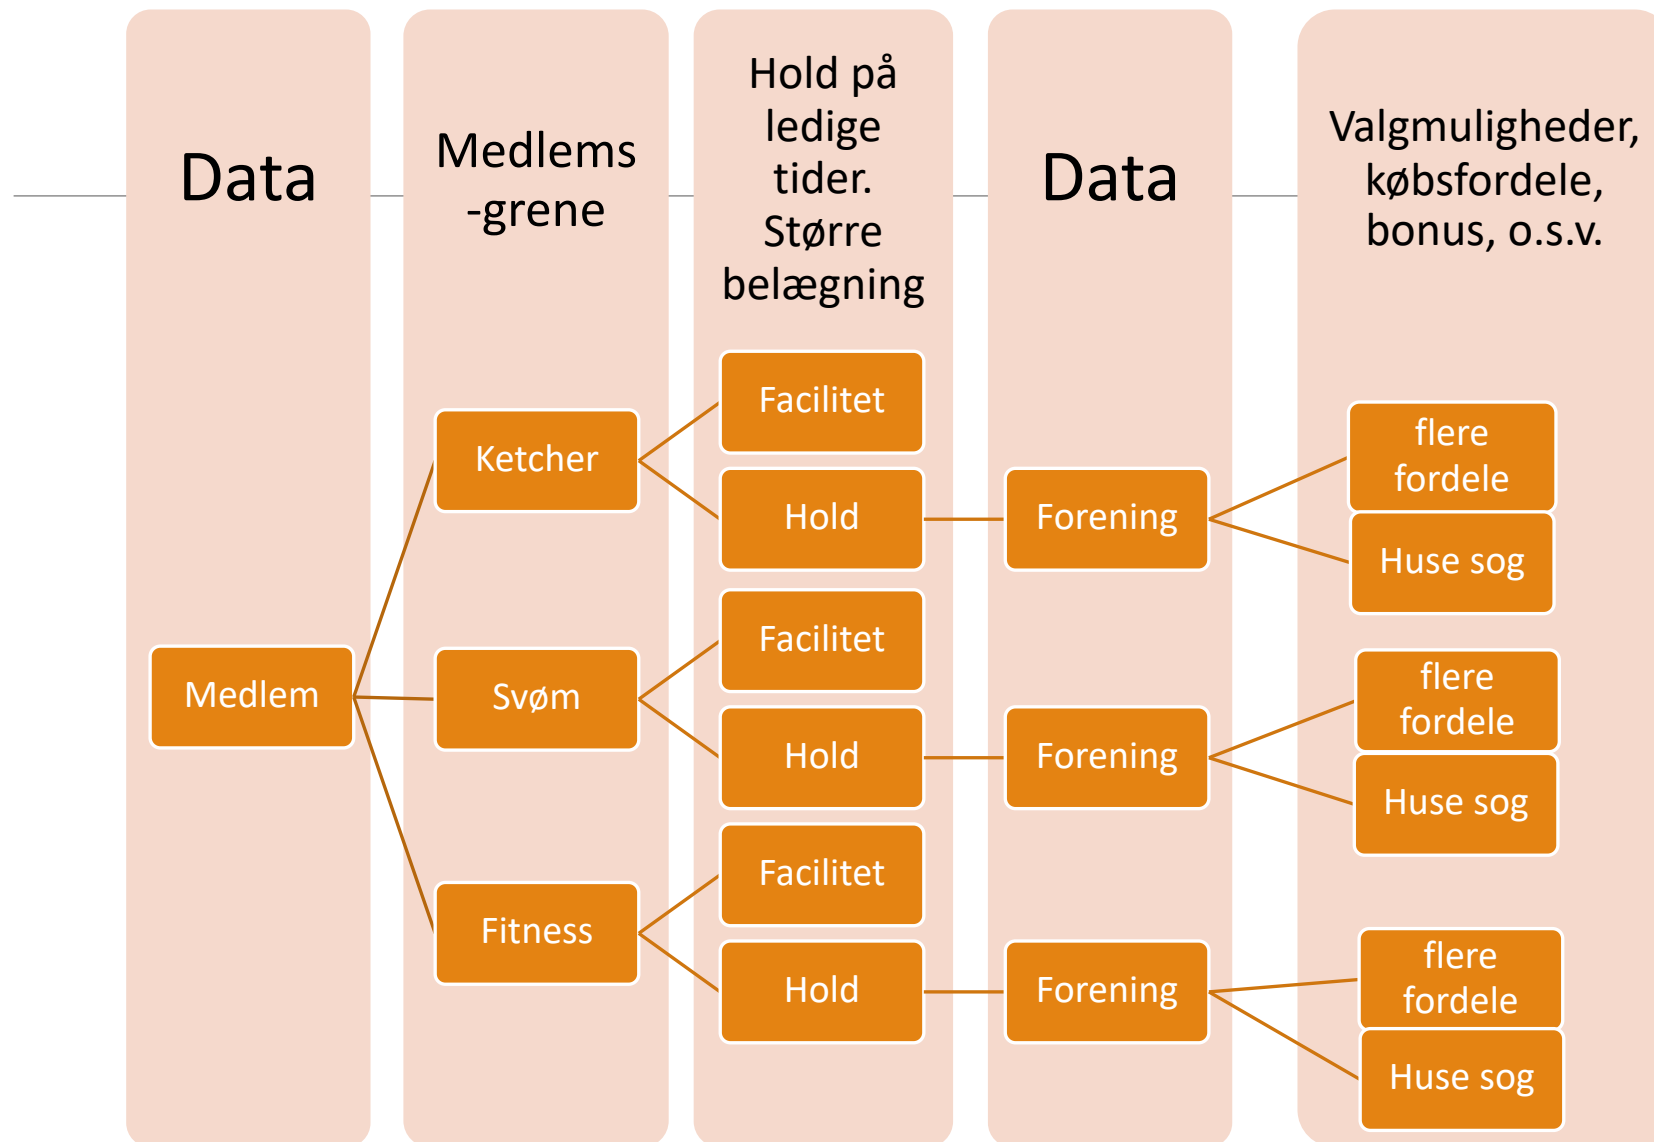 Data
Medlems
-grene
Hold på
ledige
tider.
Større
belægning
Data
Valgmuligheder,
købsfordele,
bonus, o.s.v.
Medlem
Ketcher
Svøm
Fitness
Facilitet
Hold
Facilitet
Hold
Facilitet
Hold
Forening
Forening
Forening
flere
fordele
Huse sog
flere
fordele
Huse sog
flere
fordele
Huse sog